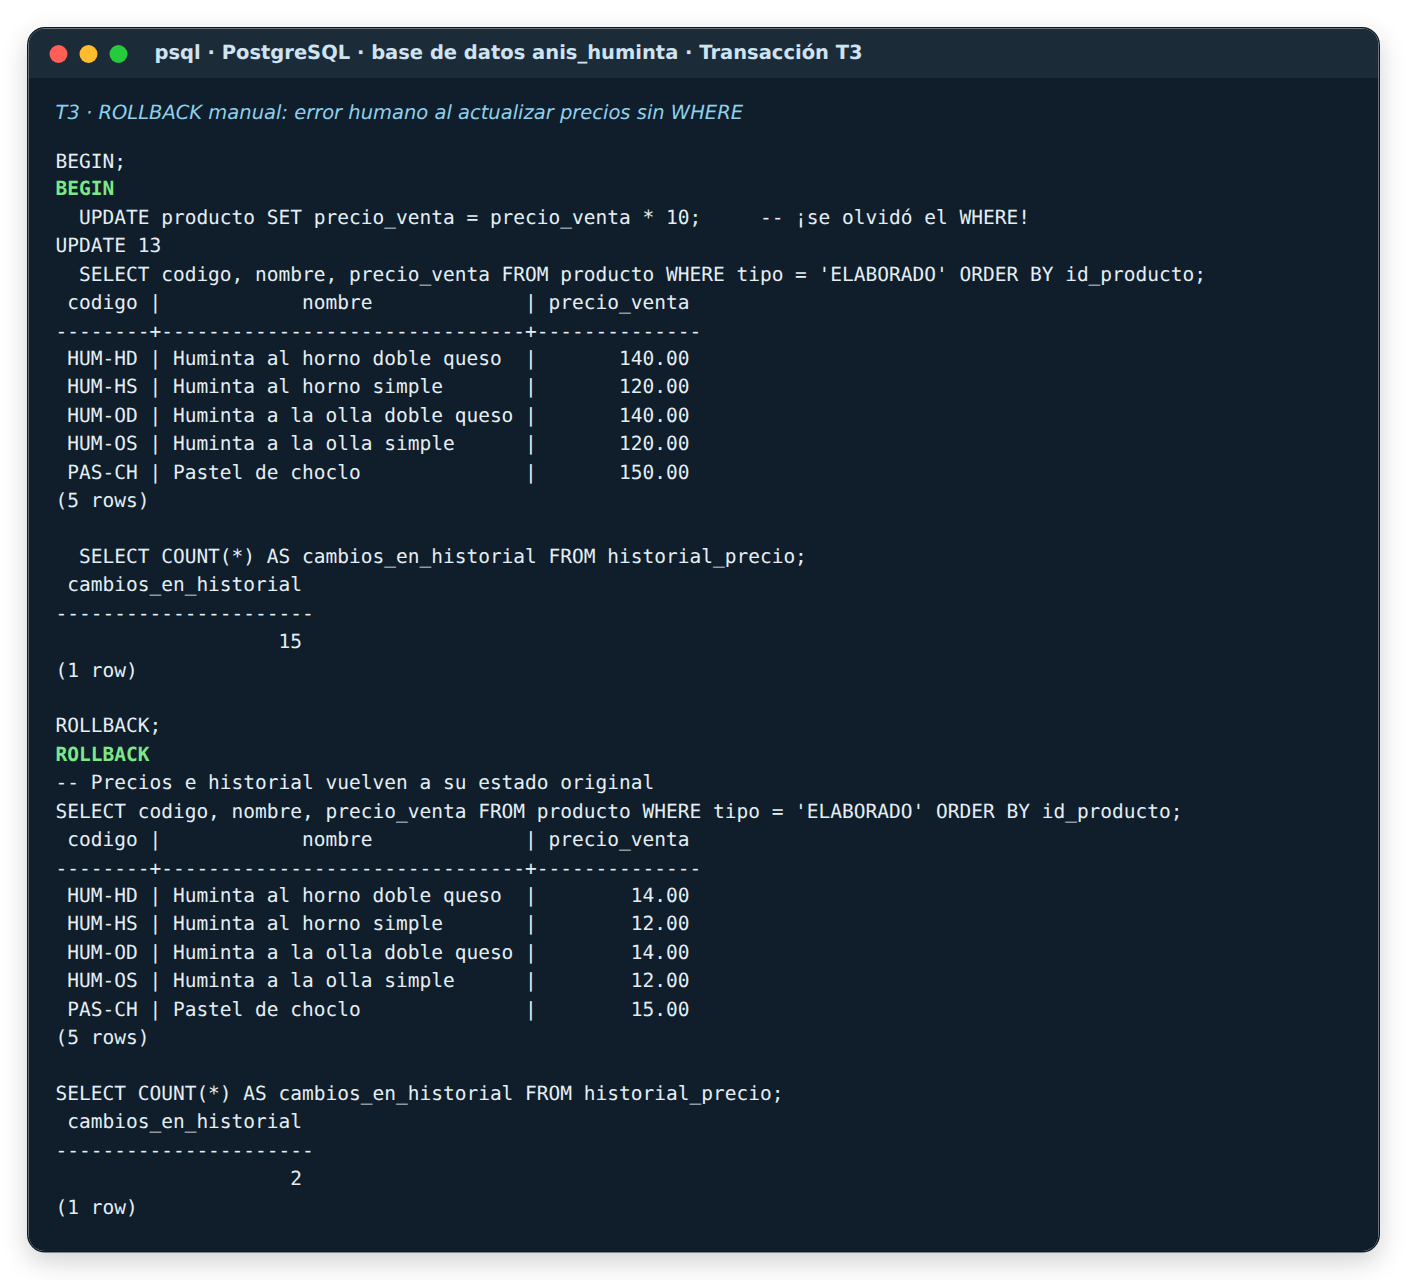 psql · PostgreSQL · base de datos anis_huminta · Transacción T3
T3 · ROLLBACK manual: error humano al actualizar precios sin WHERE
BEGIN;
BEGIN
  UPDATE producto SET precio_venta = precio_venta * 10;     -- ¡se olvidó el WHERE!
UPDATE 13
  SELECT codigo, nombre, precio_venta FROM producto WHERE tipo = 'ELABORADO' ORDER BY id_producto;
 codigo |            nombre             | precio_venta
--------+-------------------------------+--------------
 HUM-HD | Huminta al horno doble queso  |       140.00
 HUM-HS | Huminta al horno simple       |       120.00
 HUM-OD | Huminta a la olla doble queso |       140.00
 HUM-OS | Huminta a la olla simple      |       120.00
 PAS-CH | Pastel de choclo              |       150.00
(5 rows)

  SELECT COUNT(*) AS cambios_en_historial FROM historial_precio;
 cambios_en_historial
----------------------
                   15
(1 row)

ROLLBACK;
ROLLBACK
-- Precios e historial vuelven a su estado original
SELECT codigo, nombre, precio_venta FROM producto WHERE tipo = 'ELABORADO' ORDER BY id_producto;
 codigo |            nombre             | precio_venta
--------+-------------------------------+--------------
 HUM-HD | Huminta al horno doble queso  |        14.00
 HUM-HS | Huminta al horno simple       |        12.00
 HUM-OD | Huminta a la olla doble queso |        14.00
 HUM-OS | Huminta a la olla simple      |        12.00
 PAS-CH | Pastel de choclo              |        15.00
(5 rows)

SELECT COUNT(*) AS cambios_en_historial FROM historial_precio;
 cambios_en_historial
----------------------
                    2
(1 row)